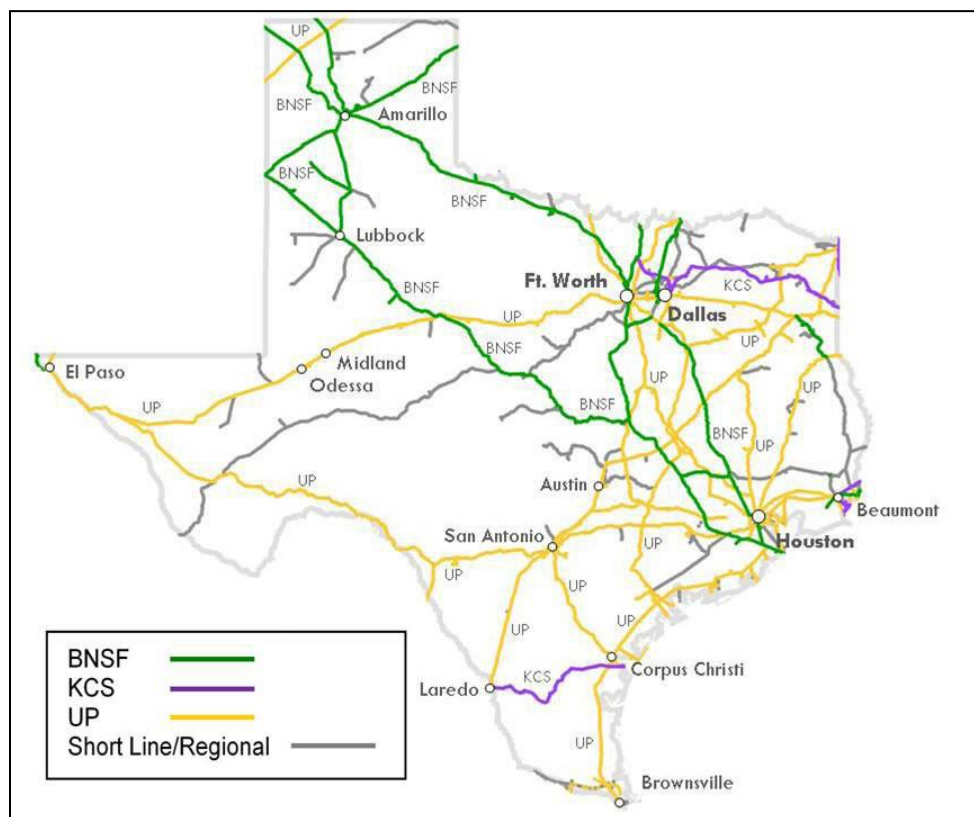 UP
BNSF
BNSF
Amarillo
BNSF
BNSF
Lubbock
BNSF
Ft. Worth
KCS
Dallas
UP
UP
BNSF
Midland
Odessa
El Paso
UP
UP
BNSF
BNSF
UP
UP
Austin
Beaumont
San Antonio
Houston
UP
UP
UP
UP
UP
Corpus Christi
KCS
Laredo
UP
Brownsville
BNSF
KCS
UP
Short Line/Regional